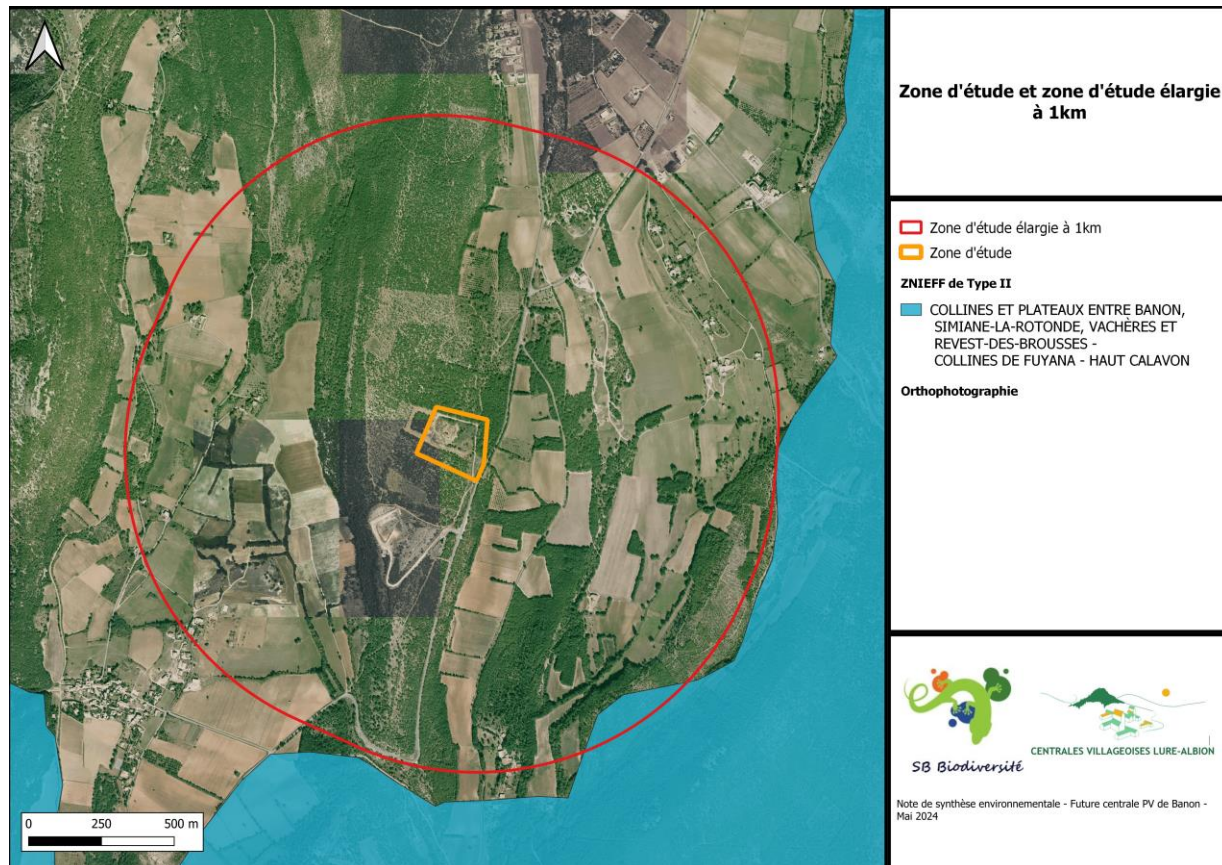 Zone d'étude et zone d'étude élargie
à 1km
Zone d'étude élargie à 1km
Zone d'étude
ZNIEFF de Type II
COLLINES ET PLATEAUX ENTRE BANON,
SIMIANE-LA-ROTONDE, VACHÈRES ET
REVEST-DES-BROUSSES -
COLLINES DE FUYANA - HAUT CALAVON
Orthophotographie
SB Biodiversité
CENTRALES VILLAGEOISES LURE-ALBION
Note de synthèse environnementale - Future centrale PV de Banon -
Mai 2024
0 250 500 m